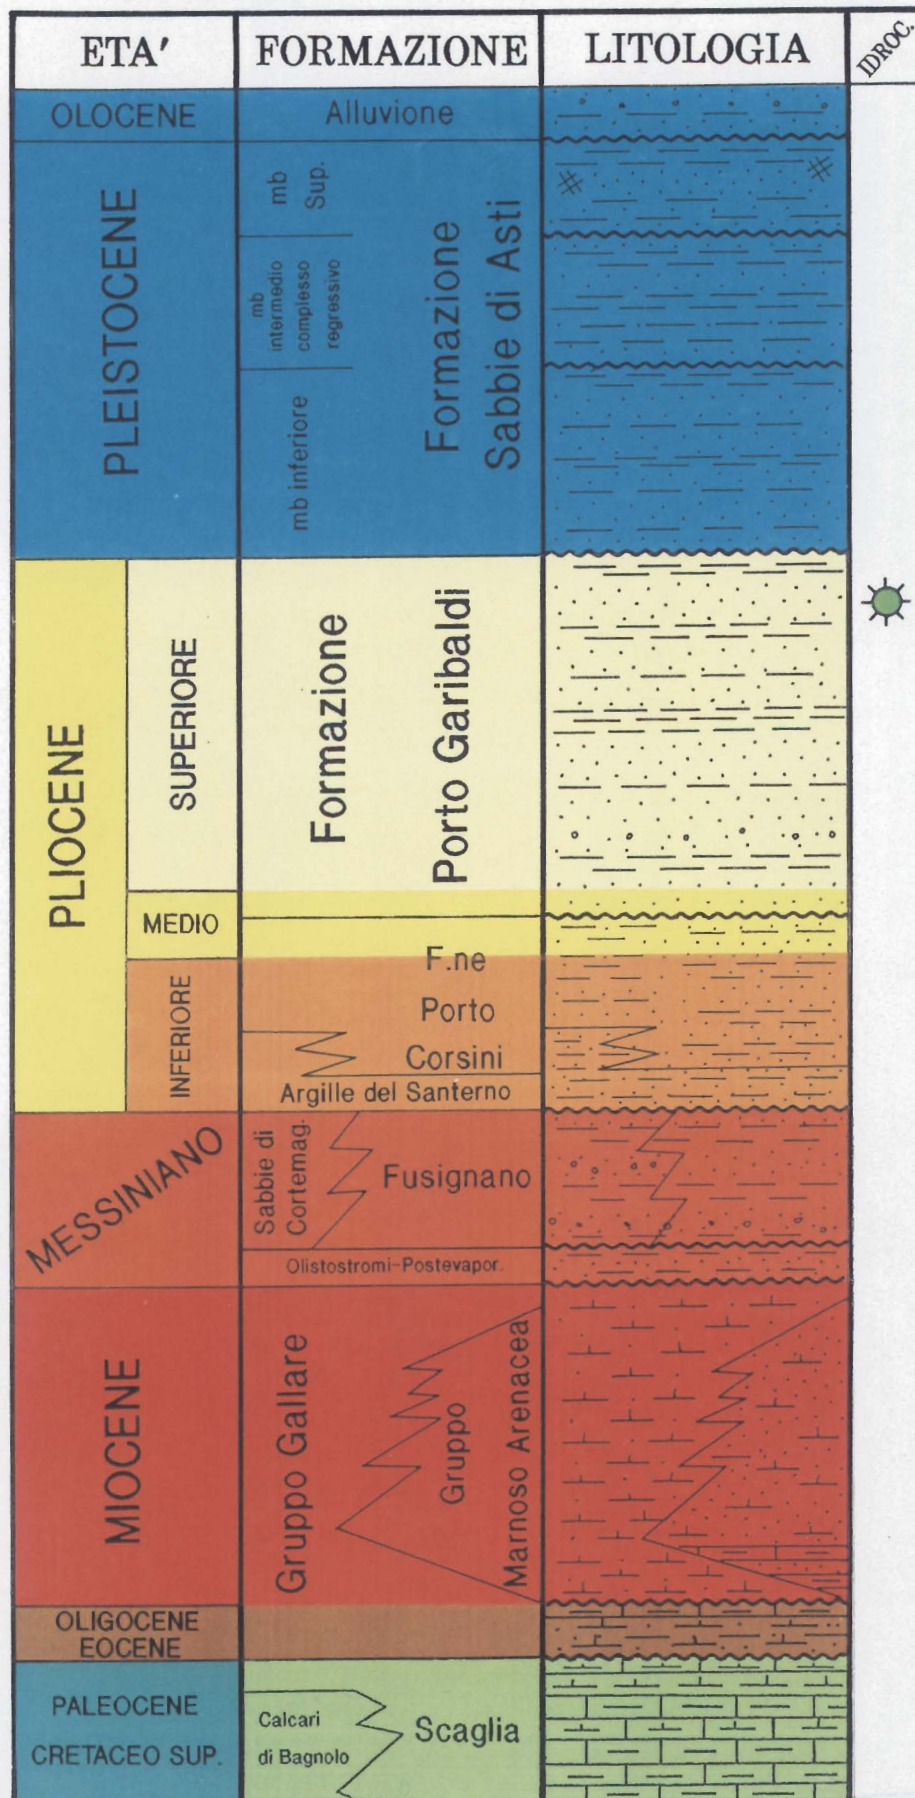 ETA'
FORMAZIONE
LITOLOGIA
IDROC.
OLOCENE
Alluvione
PLEISTOCENE
mb
Sup.
mb
intermedio
complesso
regressivo
mb inferiore
Formazione
Sabbie di Asti
PLIOCENE
SUPERIORE
Formazione
Porto Garibaldi
MEDIO
INFERIORE
F.ne
Porto
Corsini
Argille del Santerno
MESSINIANO
Sabbie di
Cortemag.
Fusignano
Olistostromi-Postevapor.
MIOCENE
Gruppo Gallare
Gruppo
Marnoso Arenacea
OLIGOCENE
EOCENE
PALEOCENE
CRETACEO SUP.
Calcari
di Bagnolo
Scaglia